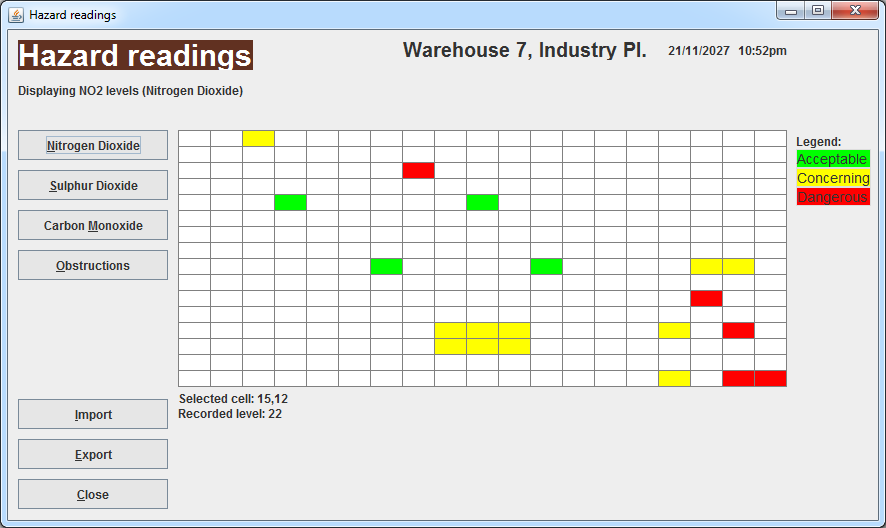 Hazard readings
Hazard readings
Warehouse 7, Industry Pl.
21/11/2027 10:52pm
Displaying NO2 levels (Nitrogen Dioxide)
Nitrogen Dioxide
Sulphur Dioxide
Carbon Monoxide
Obstructions
Legend:
Acceptable
Concerning
Dangerous
Selected cell: 15,12
Recorded level: 22
Import
Export
Close